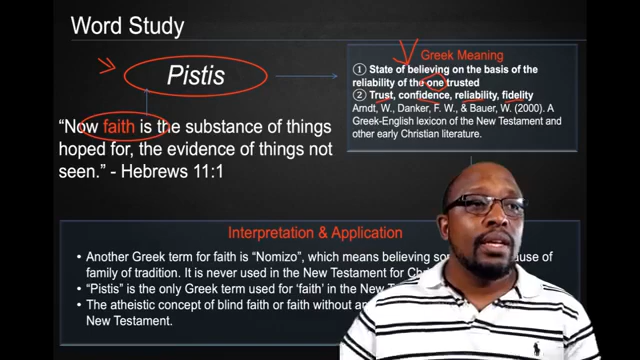 Word Study
Pistis
Greek Meaning
① State of believing on the basis of the
reliability of the one trusted
② Trust, confidence, reliability, fidelity
Arndt, W., Danker, F. W., & Bauer, W. (2000). A
Greek-English lexicon of the New Testament and
other early Christian literature.
“Now faith is the substance of things
hoped for, the evidence of things not
seen.” - Hebrews 11:1
Interpretation & Application
• Another Greek term for faith is “Nomizo”, which means believing
of family of tradition. It is never used in the New Testament for
• “Pistis” is the only Greek term used for ‘faith’ in the New
• The atheistic concept of blind faith or faith without
New Testament.